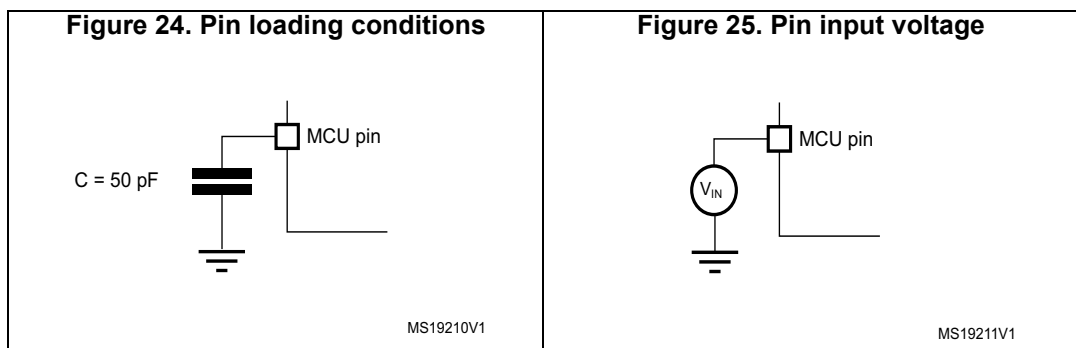 Figure 24. Pin loading conditions
MCU pin
C = 50 pF
MS19210V1
Figure 25. Pin input voltage
MCU pin
VIN
MS19211V1